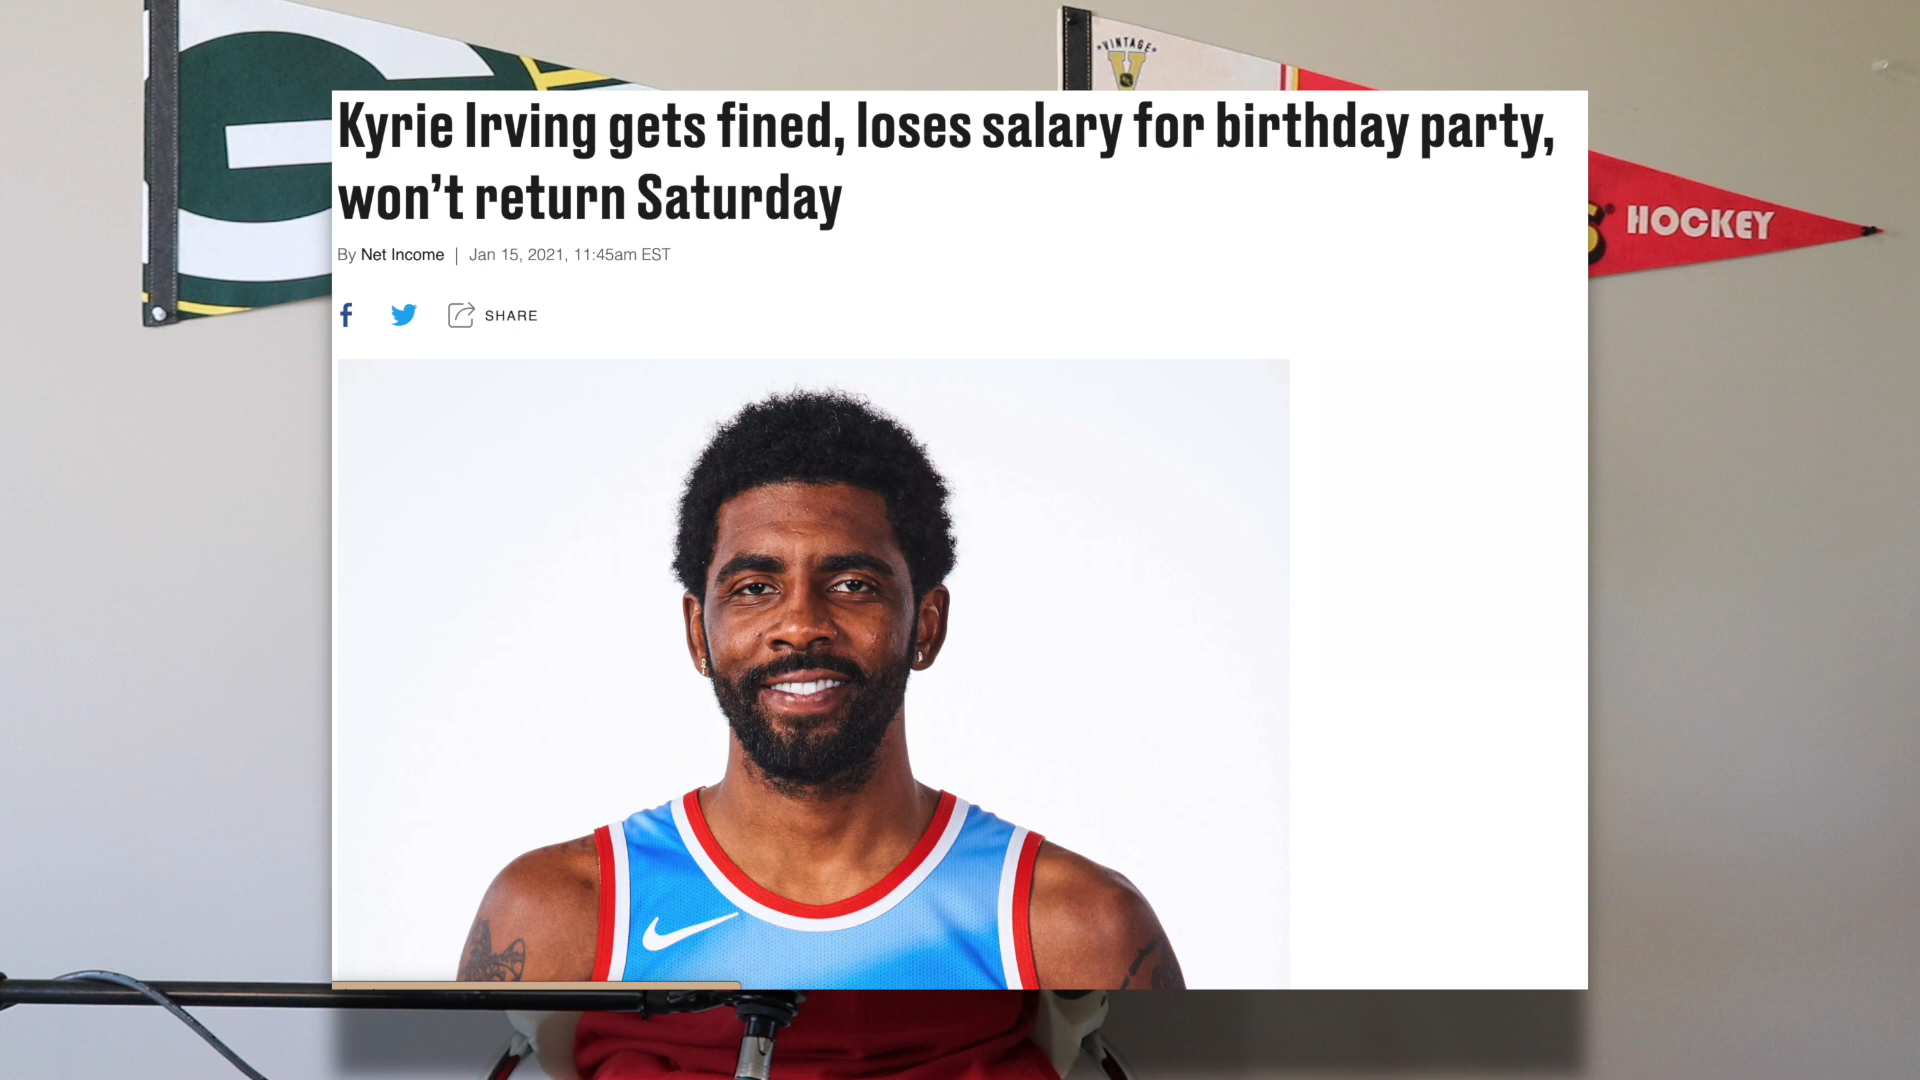 "VINTAGE"
V
G
Kyrie Irving gets fined, loses salary for birthday party,
won't return Saturday
By Net Income | Jan 15, 2021, 11:45am EST
SHARE
HOCKEY